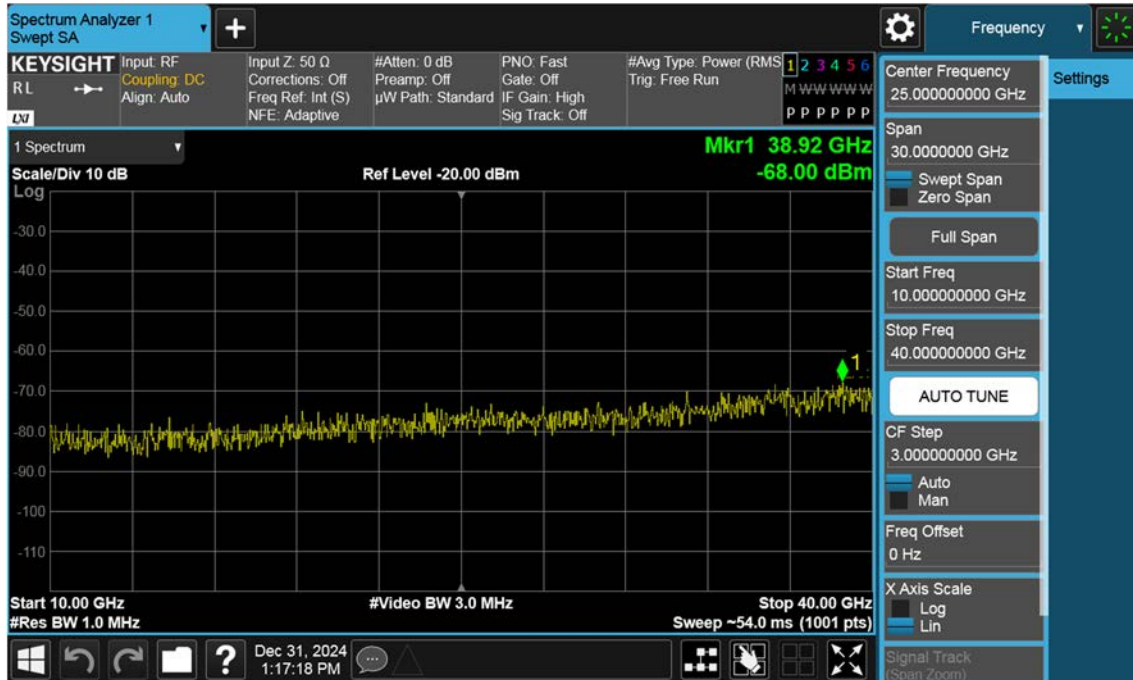 Spectrum Analyzer 1
Swept SA
Frequency
KEYSIGHT
R L
LXI
Input: RF
Coupling: DC
Align: Auto
Input Z: 50 Ω
Corrections: Off
Freq Ref: Int (S)
NFE: Adaptive
#Atten: 0 dB
Preamp: Off
µW Path: Standard
PNO: Fast
Gate: Off
IF Gain: High
Sig Track: Off
#Avg Type: Power (RMS
Trig: Free Run
1 2 3 4 5 6
M W W W W W
P P P P P P
Center Frequency
25.000000000 GHz
Settings
Span
30.0000000 GHz
Swept Span
Zero Span
Full Span
Start Freq
10.000000000 GHz
Stop Freq
40.000000000 GHz
AUTO TUNE
CF Step
3.000000000 GHz
Auto
Man
Freq Offset
0 Hz
X Axis Scale
Log
Lin
Signal Track
(Span Zoom)
1 Spectrum
Mkr1 38.92 GHz
-68.00 dBm
Scale/Div 10 dB
Ref Level -20.00 dBm
Log
-30.0
-40.0
-50.0
-60.0
1
-70.0
-80.0
-90.0
-100
-110
Start 10.00 GHz
#Video BW 3.0 MHz
Stop 40.00 GHz
#Res BW 1.0 MHz
Sweep ~54.0 ms (1001 pts)
?
Dec 31, 2024
1:17:18 PM